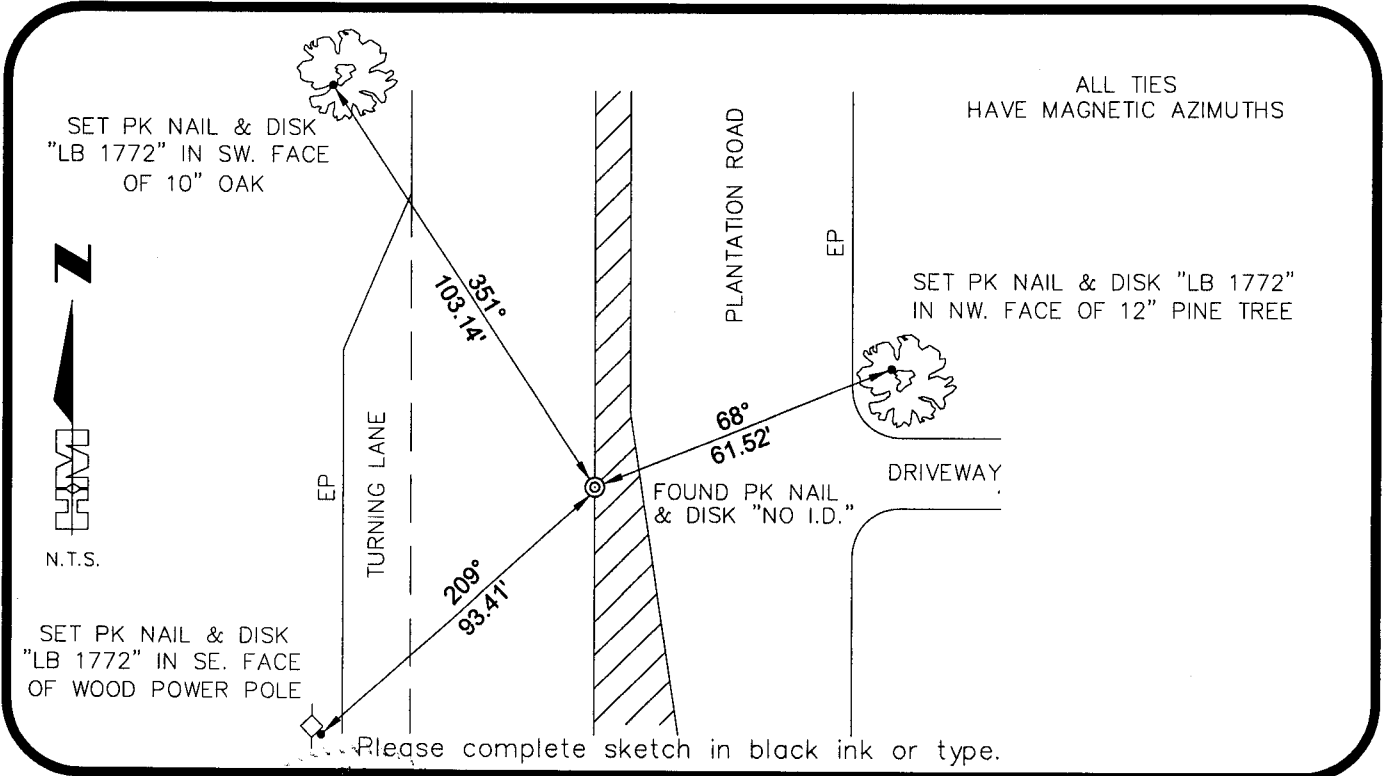 ALL TIES
HAVE MAGNETIC AZIMUTHS
SET PK NAIL & DISK
"LB 1772" IN SW. FACE
OF 10" OAK
PLANTATION ROAD
EP
N
351°
103.14'
SET PK NAIL & DISK "LB 1772"
IN NW. FACE OF 12" PINE TREE
68°
61.52'
TURNING LANE
EP
DRIVEWAY
FOUND PK NAIL
& DISK "NO I.D."
N.T.S.
209°
93.41'
SET PK NAIL & DISK
"LB 1772" IN SE. FACE
OF WOOD POWER POLE
Please complete sketch in black ink or type.